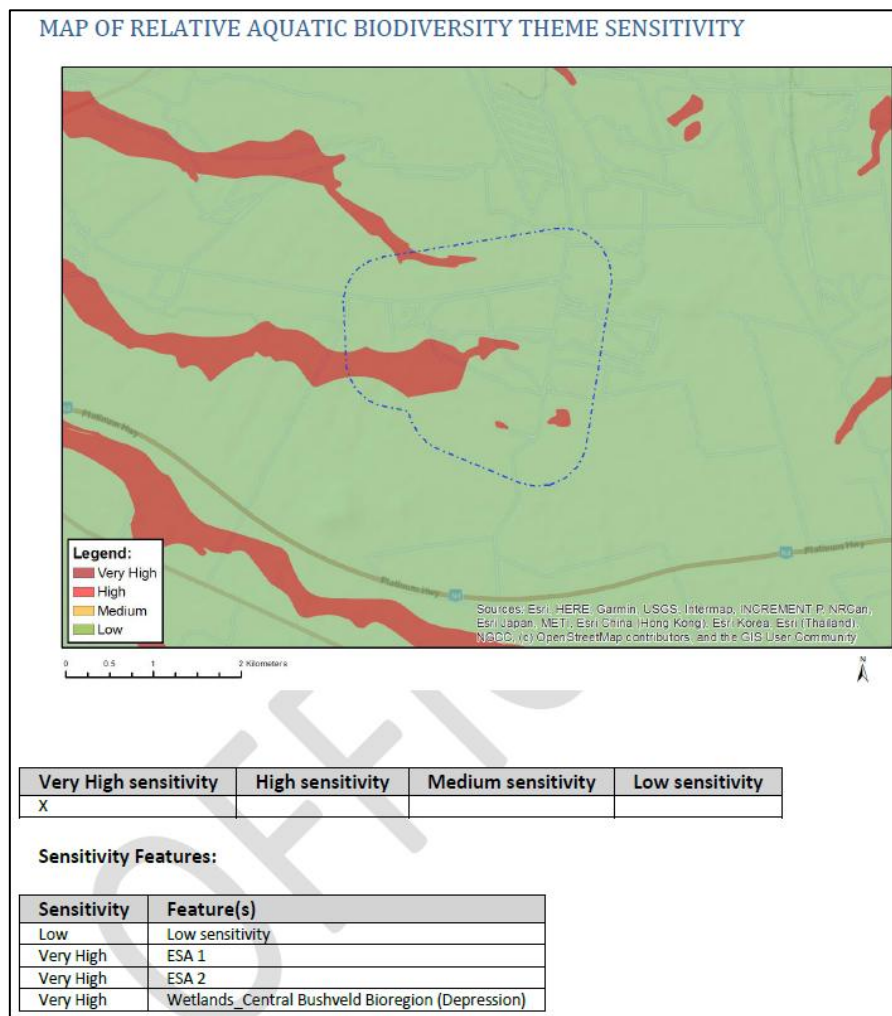 MAP OF RELATIVE AQUATIC BIODIVERSITY THEME SENSITIVITY
Platinum Hwy
Legend:
Very High
High
Medium
Low
Platinum Hwy
Platinum Hwy
Sources: Esri, HERE, Garmin, USGS, Intermap, INCREMENT P, NRCan,
Esri Japan, METI, Esri China (Hong Kong), Esri Korea, Esri (Thailand),
NGCC, (c) OpenStreetMap contributors, and the GIS User Community
0 0.5 1 2 Kilometers
N
Very High sensitivity High sensitivity Medium sensitivity Low sensitivity
X
Sensitivity Features:
Sensitivity Feature(s)
Low Low sensitivity
Very High ESA 1
Very High ESA 2
Very High Wetlands_Central Bushveld Bioregion (Depression)
OFFI